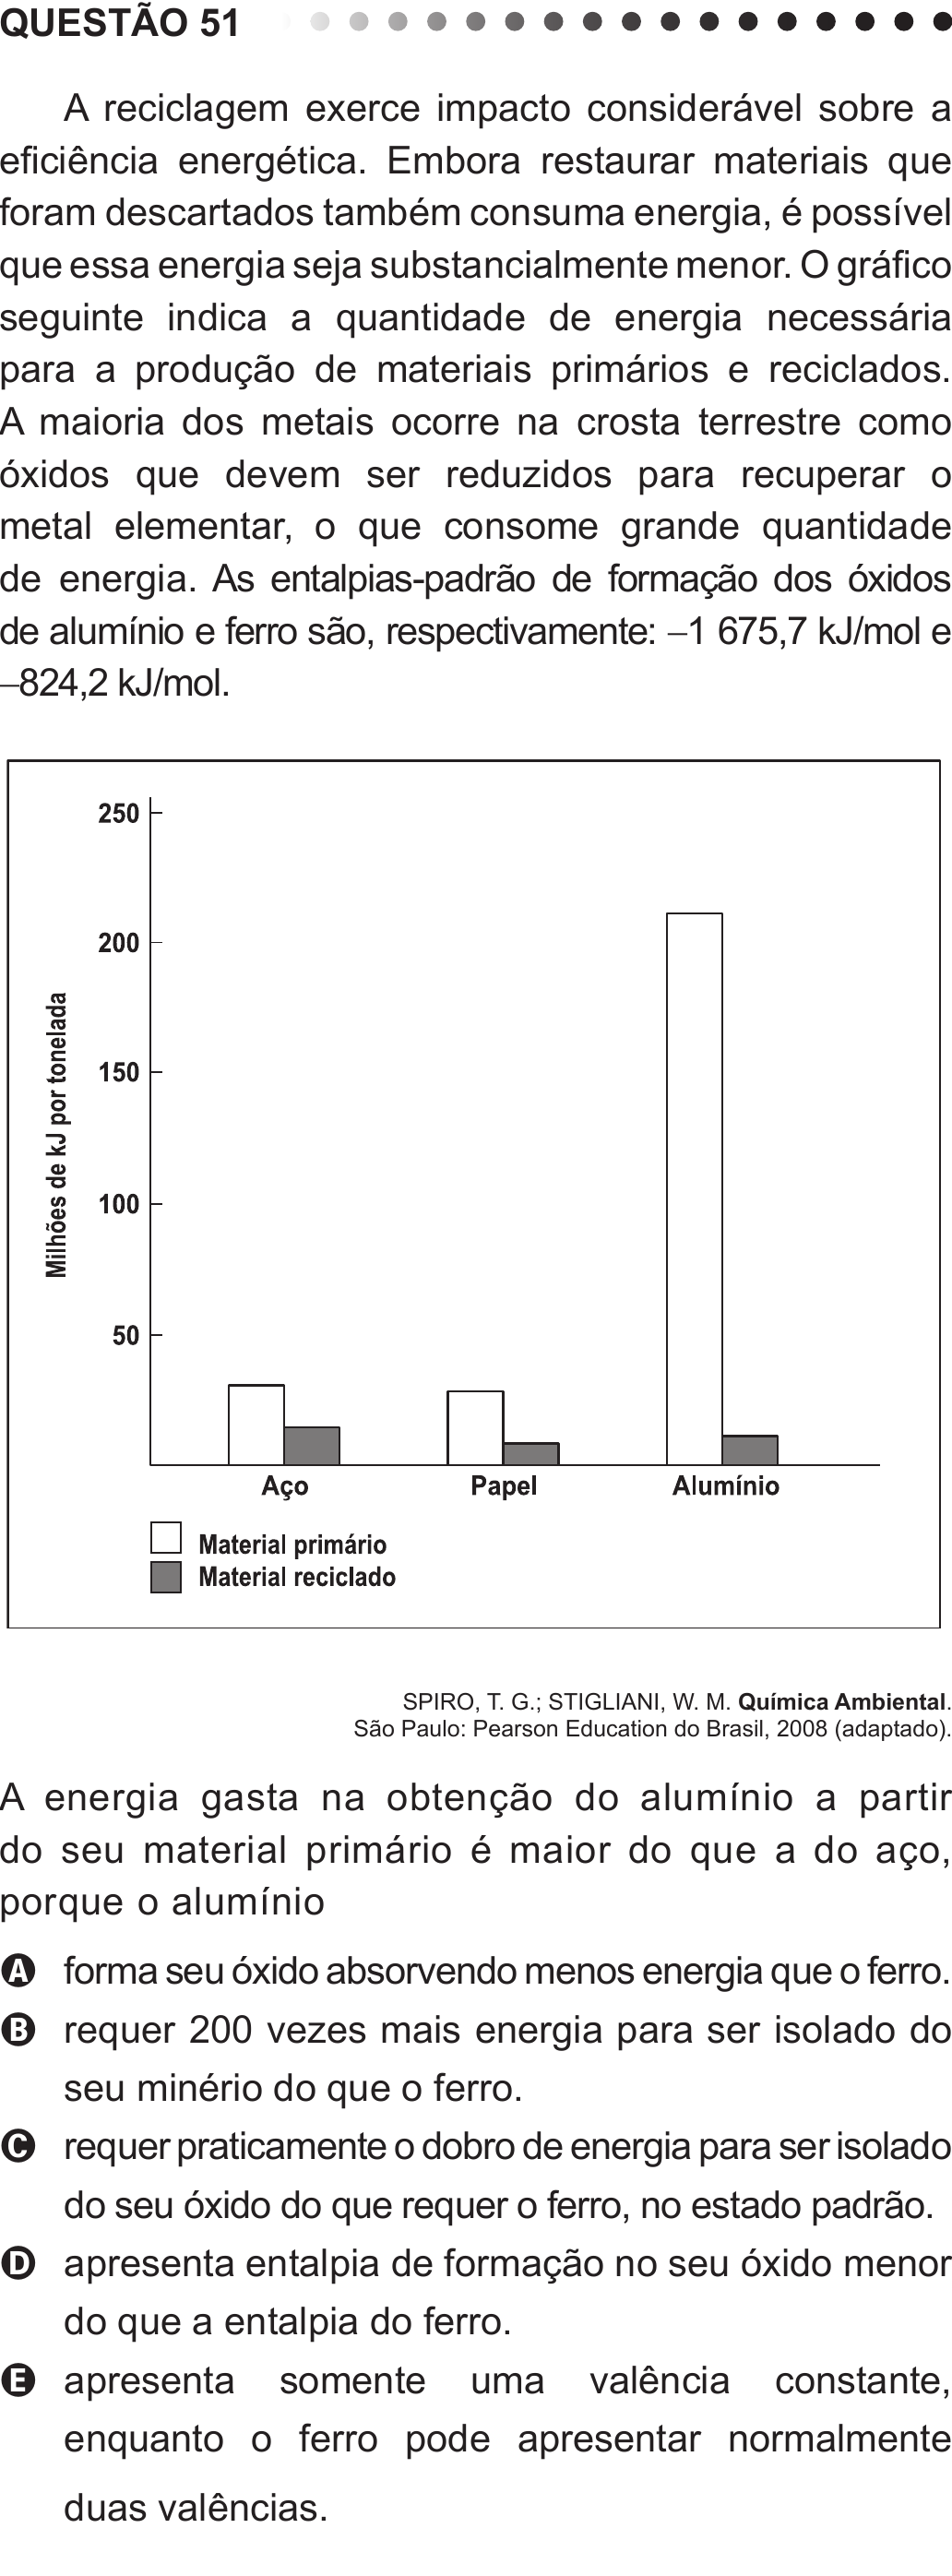 QUESTÃO 51
A reciclagem exerce impacto considerável sobre a
eficiência energética. Embora restaurar materiais que
foram descartados também consuma energia, é possível
que essa energia seja substancialmente menor. O gráfico
seguinte indica a quantidade de energia necessária
para a produção de materiais primários e reciclados.
A maioria dos metais ocorre na crosta terrestre como
óxidos que devem ser reduzidos para recuperar o
metal elementar, o que consome grande quantidade
de energia. As entalpias-padrão de formação dos óxidos
de alumínio e ferro são, respectivamente: –1 675,7 kJ/mol e
–824,2 kJ/mol.
250
200
150
100
50
Milhões de kJ por tonelada
Aço Papel Alumínio
Material primário
Material reciclado
SPIRO, T. G.; STIGLIANI, W. M. Química Ambiental.
São Paulo: Pearson Education do Brasil, 2008 (adaptado).
A energia gasta na obtenção do alumínio a partir
do seu material primário é maior do que a do aço,
porque o alumínio
A forma seu óxido absorvendo menos energia que o ferro.
B requer 200 vezes mais energia para ser isolado do
seu minério do que o ferro.
C requer praticamente o dobro de energia para ser isolado
do seu óxido do que requer o ferro, no estado padrão.
D apresenta entalpia de formação no seu óxido menor
do que a entalpia do ferro.
E apresenta somente uma valência constante,
enquanto o ferro pode apresentar normalmente
duas valências.